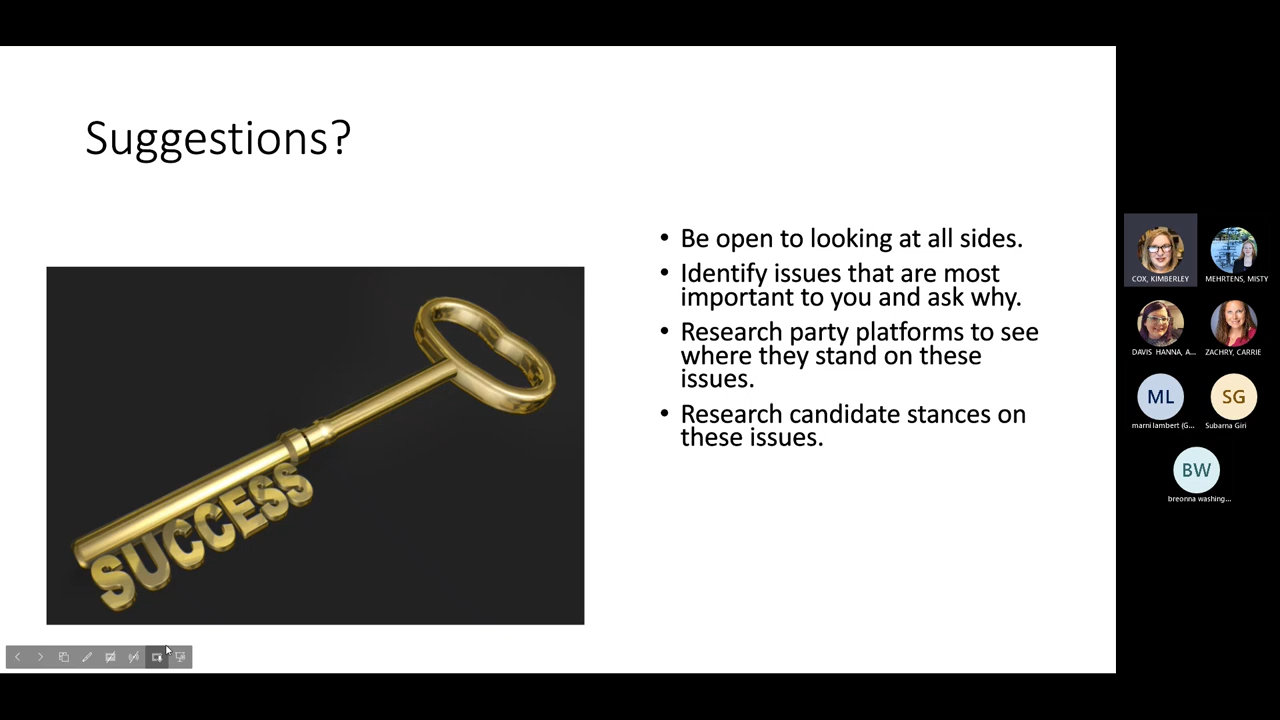 Suggestions?
• Be open to looking at all sides.
• Identify issues that are most
important to you and ask why.
• Research party platforms to see
where they stand on these
issues.
• Research candidate stances on
these issues.
SUCCESS
COX, KIMBERLEY
MEHRTENS, MISTY
DAVIS HANNA, A...
ZACHRY, CARRIE
ML
SG
marni lambert (G...
Subarna Giri
BW
breonna washing...